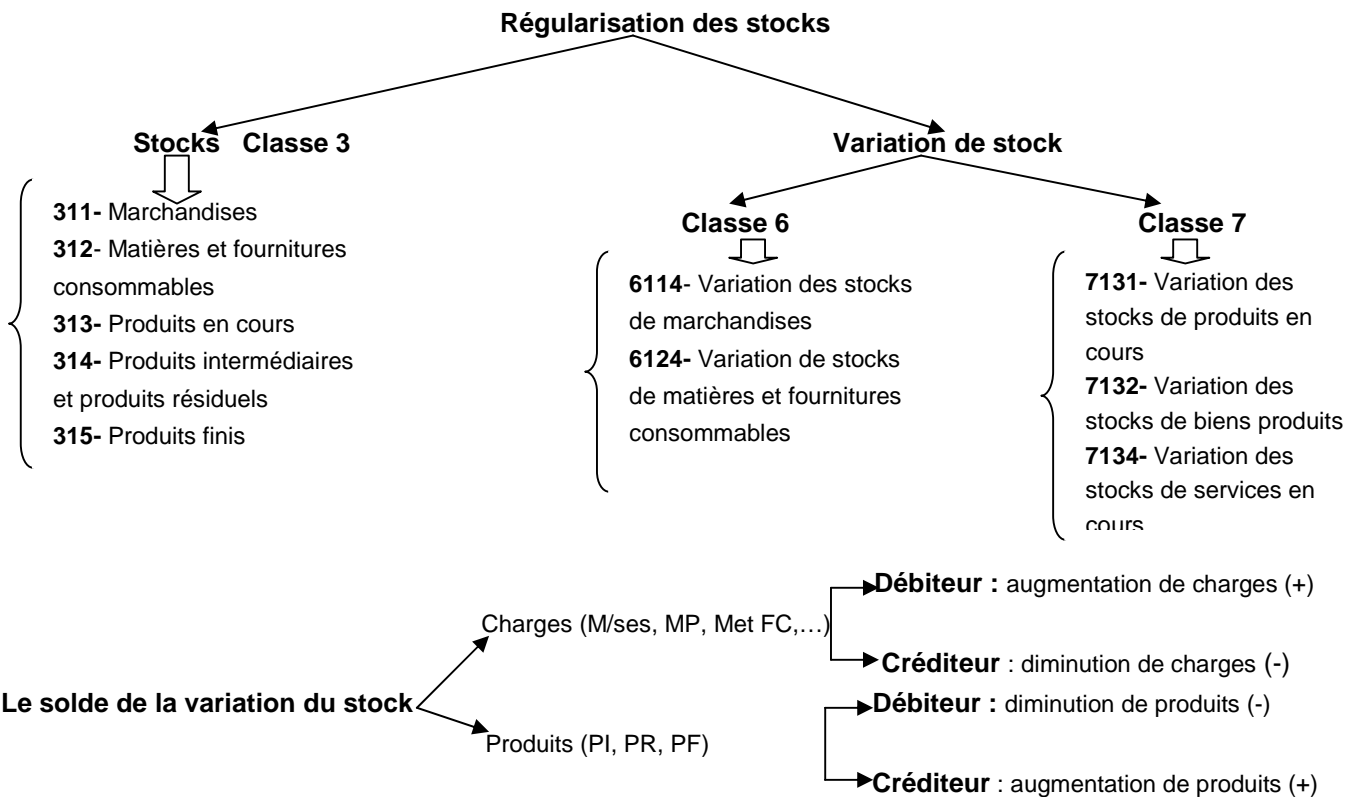 Régularisation des stocks
Stocks Classe 3
311- Marchandises
312- Matières et fournitures
consommables
313- Produits en cours
314- Produits intermédiaires
et produits résiduels
315- Produits finis
Variation de stock
Classe 6
6114- Variation des stocks
de marchandises
6124- Variation de stocks
de matières et fournitures
consommables
Classe 7
7131- Variation des
stocks de produits en
cours
7132- Variation des
stocks de biens produits
7134- Variation des
stocks de services en
cours
Le solde de la variation du stock
Charges (M/ses, MP, Met FC,…)
Débiteur : augmentation de charges (+)
Créditeur : diminution de charges (-)
Produits (PI, PR, PF)
Débiteur : diminution de produits (-)
Créditeur : augmentation de produits (+)